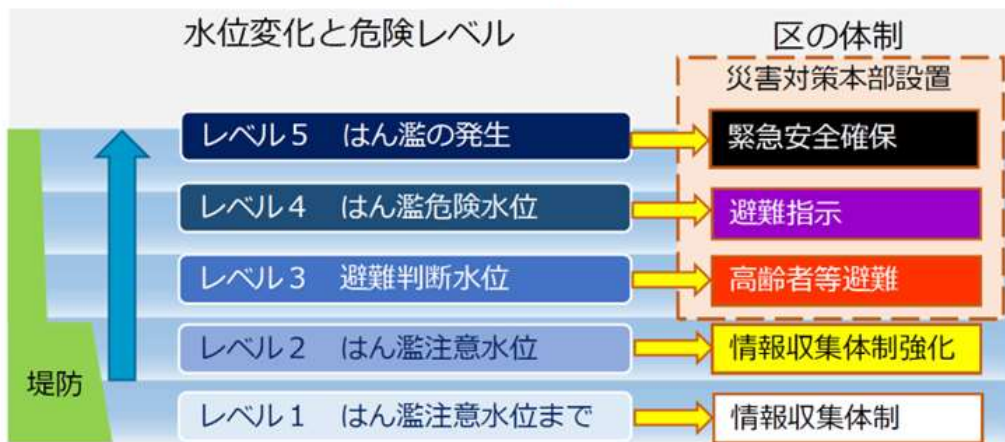 水位変化と危険レベル
区の体制
災害対策本部設置
レベル5 はん濫の発生
緊急安全確保
レベル4 はん濫危険水位
避難指示
レベル3 避難判断水位
高齢者等避難
レベル2 はん濫注意水位
情報収集体制強化
堤防
レベル1 はん濫注意水位まで
情報収集体制